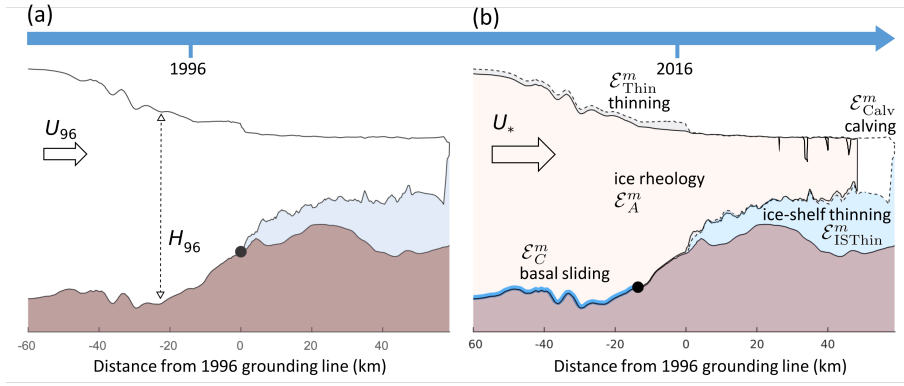 (a)
1996
U96
H96
-60 -40 -20 0 20 40
Distance from 1996 grounding line (km)
(b)
2016
ℰ^m_Thin
thinning
ℰ^m_Calv
calving
U*
ice rheology
ℰ^m_A
ice-shelf thinning
ℰ^m_ISThin
ℰ^m_C
basal sliding
60 -40 -20 0 20 40
Distance from 1996 grounding line (km)